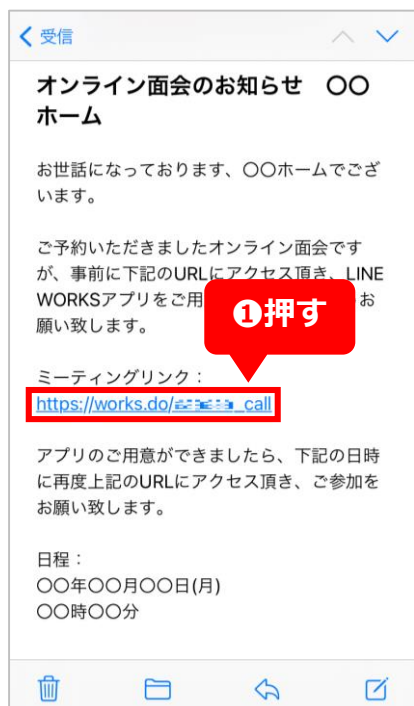 受信
オンライン面会のお知らせ　〇〇
ホーム
お世話になっております、〇〇ホームでござ
います。
ご予約いただきましたオンライン面会です
が、事前に下記のURLにアクセス頂き、LINE
WORKSアプリをご用
お
願い致します。
❶押す
ミーティングリンク：
https://works.do/
_call
アプリのご用意ができましたら、下記の日時
に再度上記のURLにアクセス頂き、ご参加を
お願い致します。
日程：
〇〇年〇〇月〇〇日(月)
〇〇時〇〇分